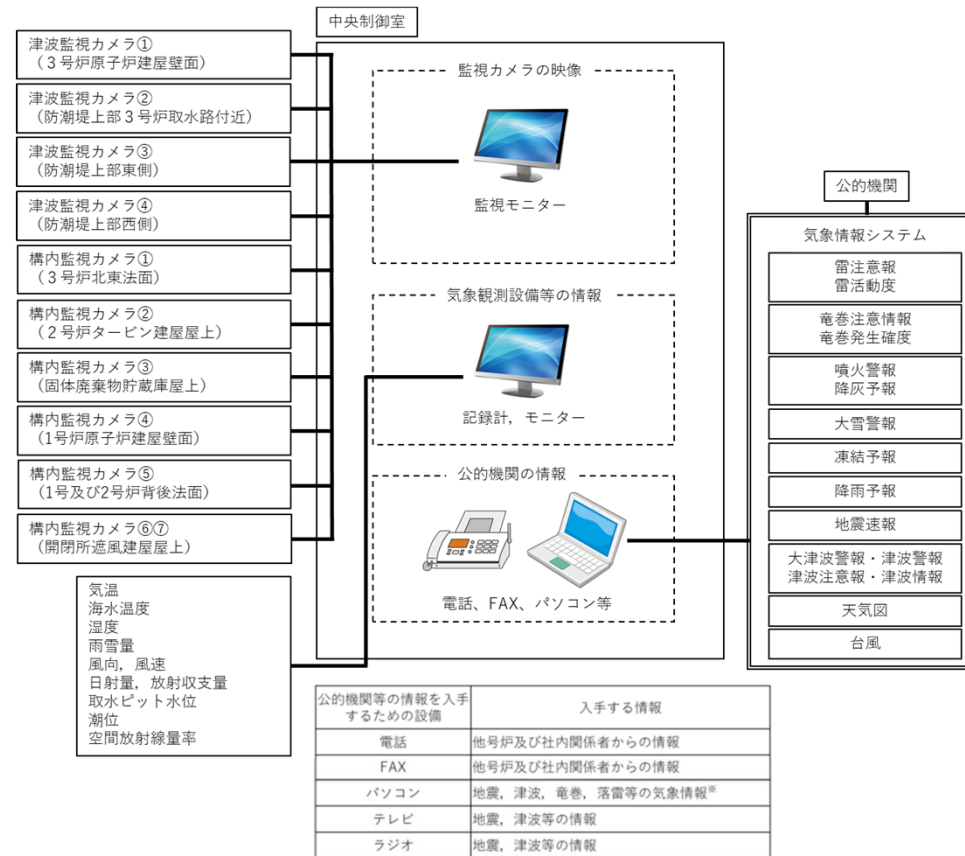 中央制御室
津波監視カメラ①
（３号炉原子炉建屋壁面）
津波監視カメラ②
（防潮堤上部３号炉取水路付近）
津波監視カメラ③
（防潮堤上部東側）
津波監視カメラ④
（防潮堤上部西側）
構内監視カメラ①
（３号炉北東法面）
構内監視カメラ②
（２号炉タービン建屋屋上）
構内監視カメラ③
（固体廃棄物貯蔵庫屋上）
構内監視カメラ④
（1号炉原子炉建屋壁面）
構内監視カメラ⑤
（1号及び2号炉背後法面）
構内監視カメラ⑥⑦
（開閉所遮風建屋屋上）
気温
海水温度
湿度
雨雪量
風向，風速
日射量，放射収支量
取水ピット水位
潮位
空間放射線量率
監視カメラの映像
監視モニター
気象観測設備等の情報
記録計，モニター
公的機関の情報
電話、FAX、パソコン等
公的機関
気象情報システム
雷注意報
雷活動度
竜巻注意情報
竜巻発生確度
噴火警報
降灰予報
大雪警報
凍結予報
降雨予報
地震速報
大津波警報・津波警報
津波注意報・津波情報
天気図
台風
公的機関等の情報を入手
するための設備
入手する情報
電話
他号炉及び社内関係者からの情報
FAX
他号炉及び社内関係者からの情報
パソコン
地震，津波，竜巻，落雷等の気象情報※
テレビ
地震，津波等の情報
ラジオ
地震，津波等の情報